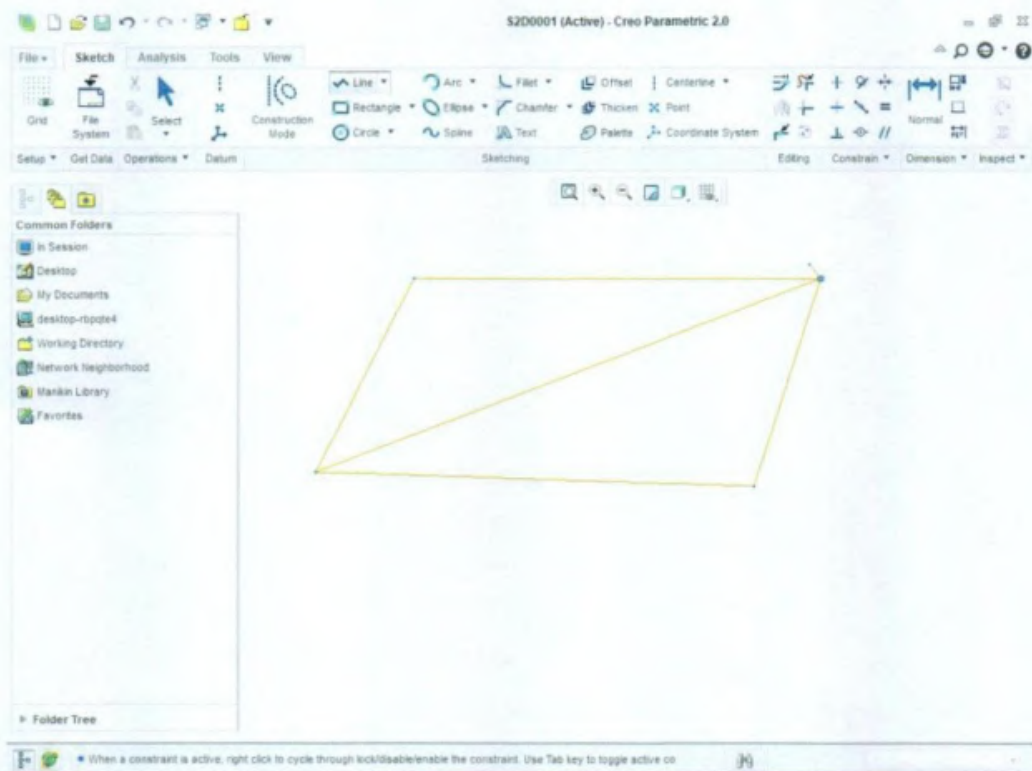 S2D0001 (Active) - Creo Parametric 2.0
File Sketch Analysis Tools View
Line Arc Fillet Offset Centerline
Rectangle Ellipse Chamfer Thicken Point
Circle Spline Text Palette Coordinate System
Grid File System Select Construction Mode Normal
Setup Get Data Operations Datum Sketching Editing Constrain Dimension Inspect
Common Folders
In Session
Desktop
My Documents
desktop-rbpqte4
Working Directory
Network Neighborhood
Manikin Library
Favorites
Folder Tree
When a constraint is active, right click to cycle through lock/disable/enable the constraint. Use Tab key to toggle active co